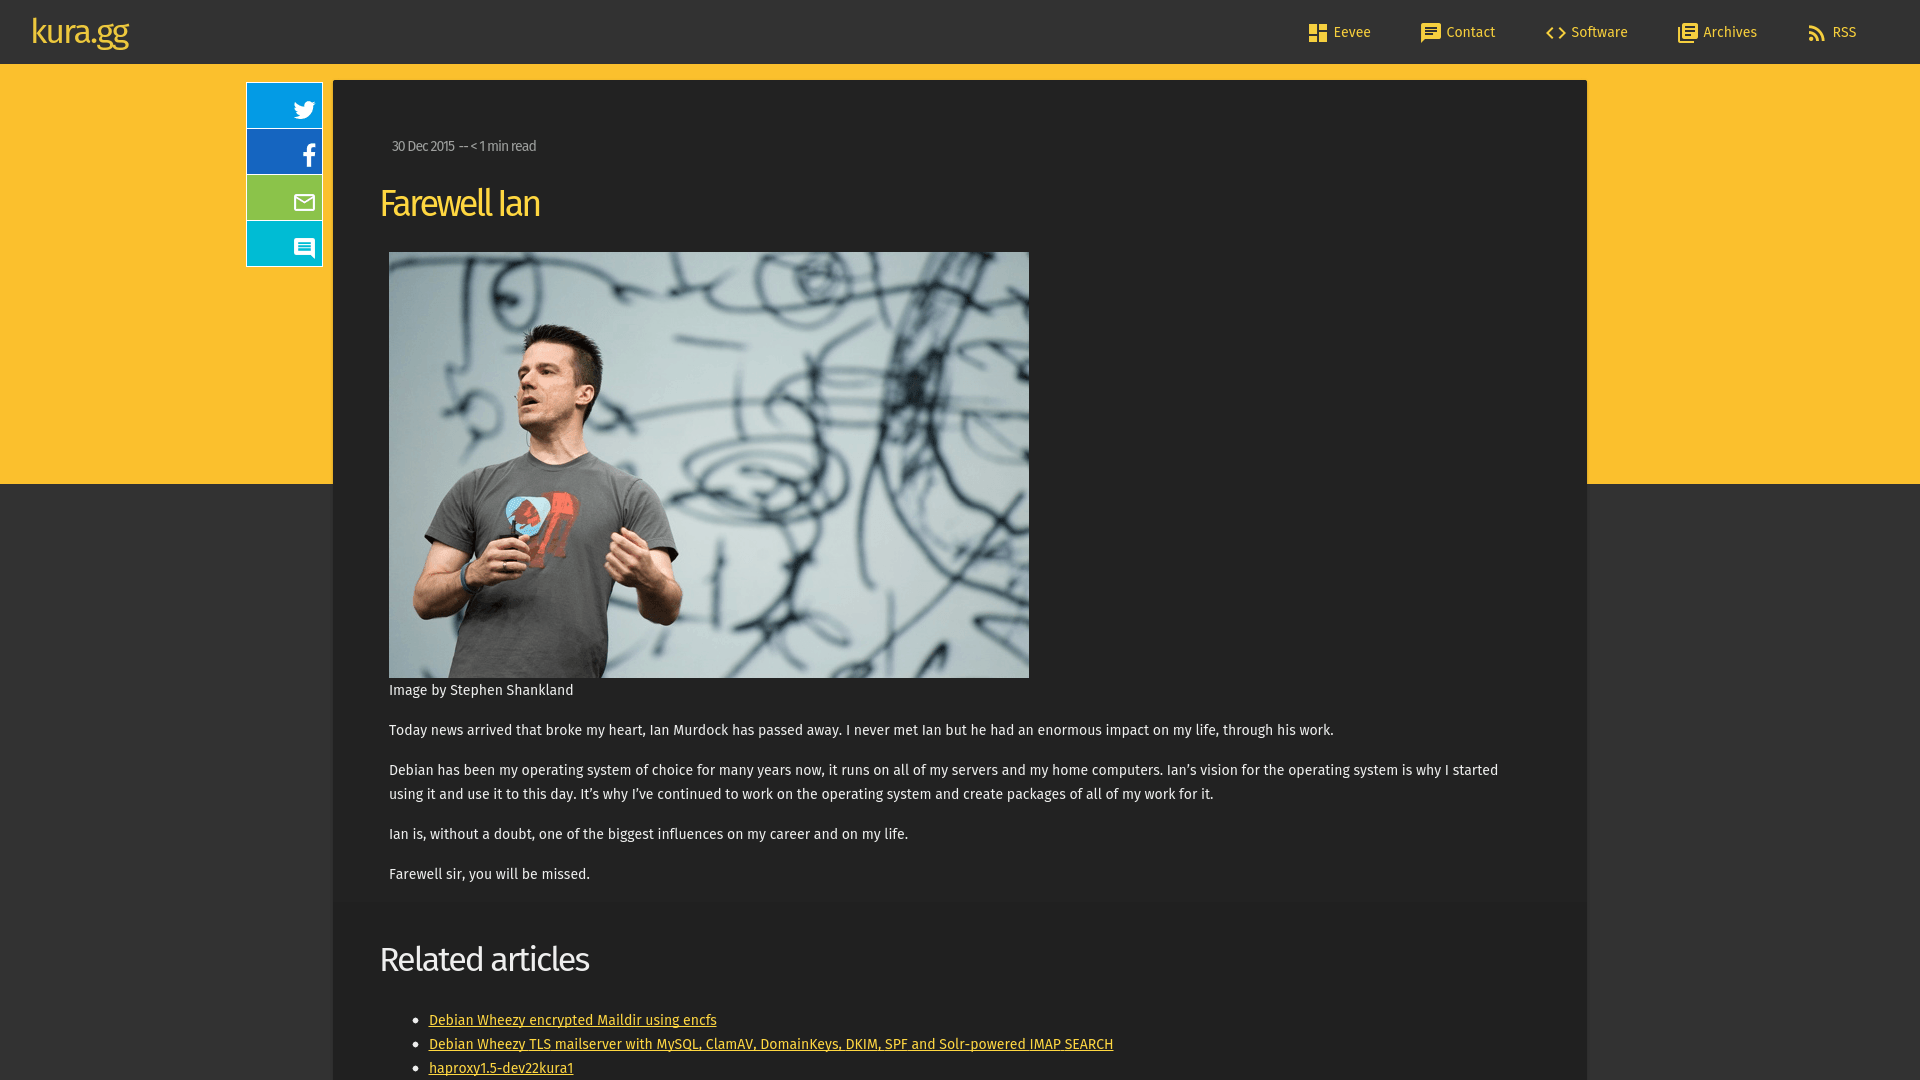 kura.gg
Eevee
Contact
Software
Archives
RSS
30 Dec 2015 -- < 1 min read
Farewell Ian
Image by Stephen Shankland
Today news arrived that broke my heart, Ian Murdock has passed away. I never met Ian but he had an enormous impact on my life, through his work.
Debian has been my operating system of choice for many years now, it runs on all of my servers and my home computers. Ian’s vision for the operating system is why I started
using it and use it to this day. It’s why I’ve continued to work on the operating system and create packages of all of my work for it.
Ian is, without a doubt, one of the biggest influences on my career and on my life.
Farewell sir, you will be missed.
Related articles
Debian Wheezy encrypted Maildir using encfs
Debian Wheezy TLS mailserver with MySQL, ClamAV, DomainKeys, DKIM, SPF and Solr-powered IMAP SEARCH
haproxy1.5-dev22kura1